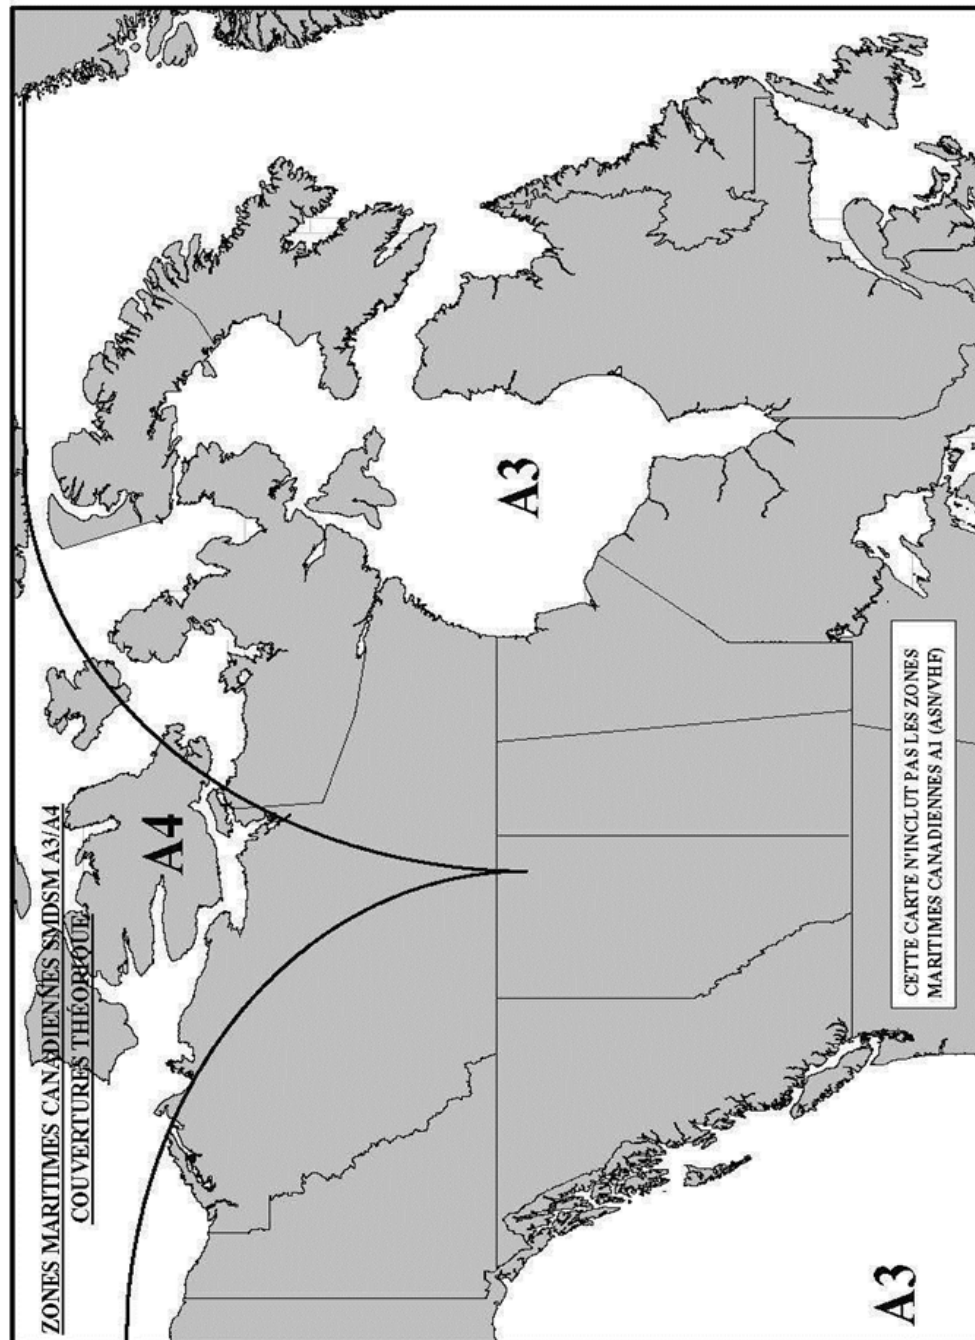 ZONES MARITIMES CANADIENNES SMDSM A3/A4
COUVERTURES THÉORIQUE
A4
A3
A3
CETTE CARTE N'INCLUT PAS LES ZONES
MARITIMES CANADIENNES A1 (ASN/VHF)